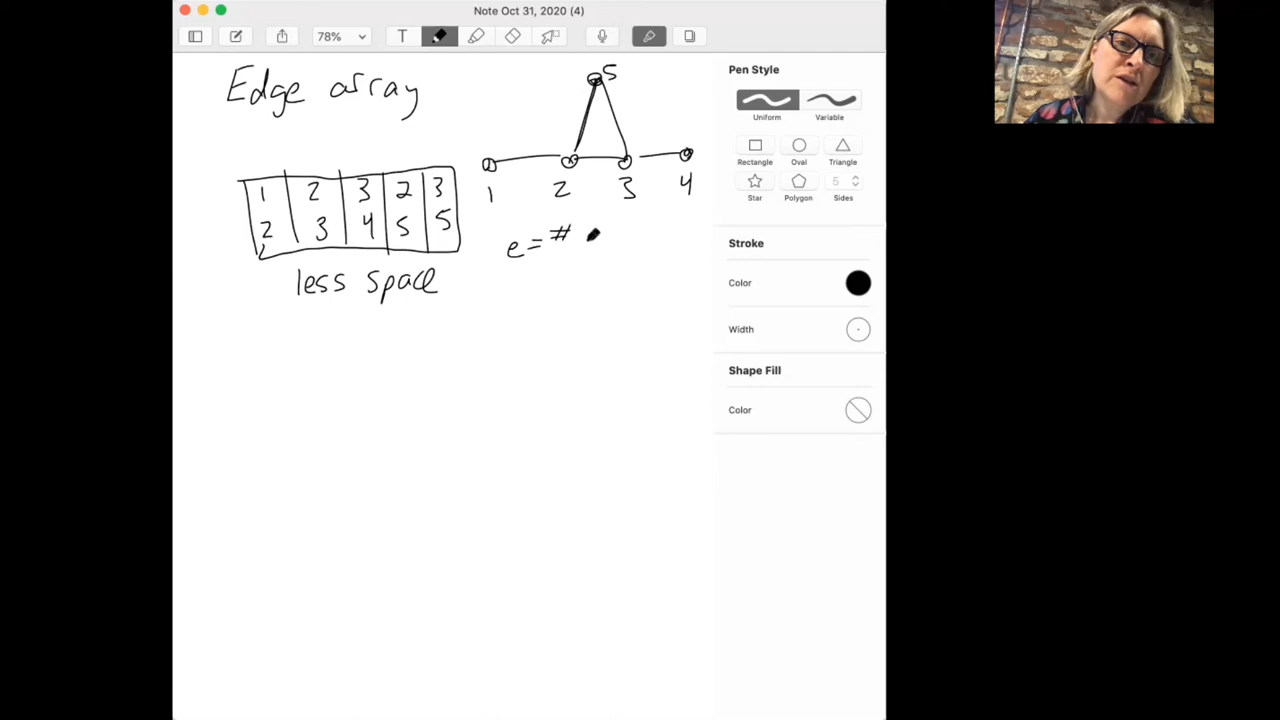 Note Oct 31, 2020 (4)
78%
T
Edge array
5
1 2 3 4
1 2 3 2 3
2 3 4 5 5
e = #
less space
Pen Style
Uniform Variable
Rectangle Oval Triangle
Star Polygon 5 Sides
Stroke
Color
Width
Shape Fill
Color